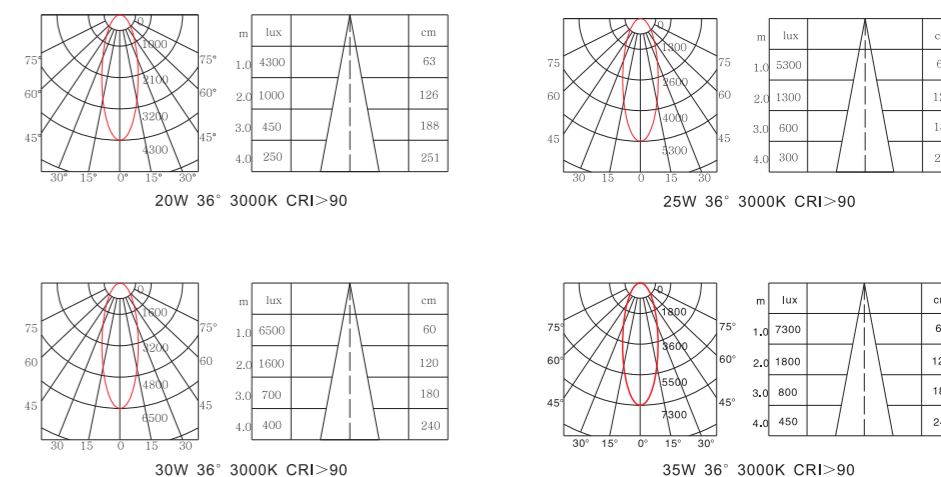 0
1000
2100
3200
4300
75° 75°
60° 60°
45° 45°
30° 15° 0° 15° 30°
m lux cm
1.0 4300 63
2.0 1000 126
3.0 450 188
4.0 250 251
20W 36° 3000K CRI>90
0
1300
2600
4000
5300
75 75
60 60
45 45
30 15 0 15 30
m lux
1.0 5300
2.0 1300
3.0 600
4.0 300
25W 36° 3000K CRI>90
0
1600
3200
4800
6500
75 75°
60 60
45 45
30 15 0 15 30
m lux cm
1.0 6500 60
2.0 1600 120
3.0 700 180
4.0 400 240
30W 36° 3000K CRI>90
0
1800
3600
5500
7300
75° 75°
60° 60°
45° 45°
30° 15° 0° 15° 30°
m lux
1.0 7300
2.0 1800
3.0 800
4.0 450
35W 36° 3000K CRI>90